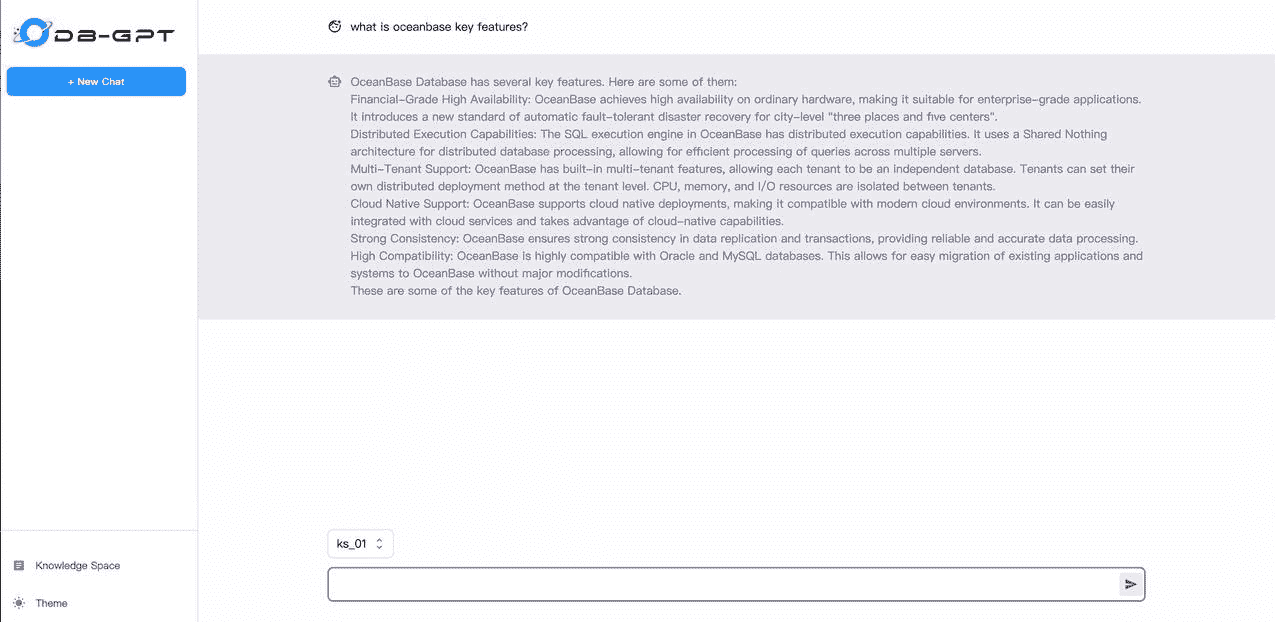 DB-GPT
+ New Chat
what is oceanbase key features?
OceanBase Database has several key features. Here are some of them:
Financial-Grade High Availability: OceanBase achieves high availability on ordinary hardware, making it suitable for enterprise-grade applications.
It introduces a new standard of automatic fault-tolerant disaster recovery for city-level "three places and five centers".
Distributed Execution Capabilities: The SQL execution engine in OceanBase has distributed execution capabilities. It uses a Shared Nothing
architecture for distributed database processing, allowing for efficient processing of queries across multiple servers.
Multi-Tenant Support: OceanBase has built-in multi-tenant features, allowing each tenant to be an independent database. Tenants can set their
own distributed deployment method at the tenant level. CPU, memory, and I/O resources are isolated between tenants.
Cloud Native Support: OceanBase supports cloud native deployments, making it compatible with modern cloud environments. It can be easily
integrated with cloud services and takes advantage of cloud-native capabilities.
Strong Consistency: OceanBase ensures strong consistency in data replication and transactions, providing reliable and accurate data processing.
High Compatibility: OceanBase is highly compatible with Oracle and MySQL databases. This allows for easy migration of existing applications and
systems to OceanBase without major modifications.
These are some of the key features of OceanBase Database.
ks_01
Knowledge Space
Theme